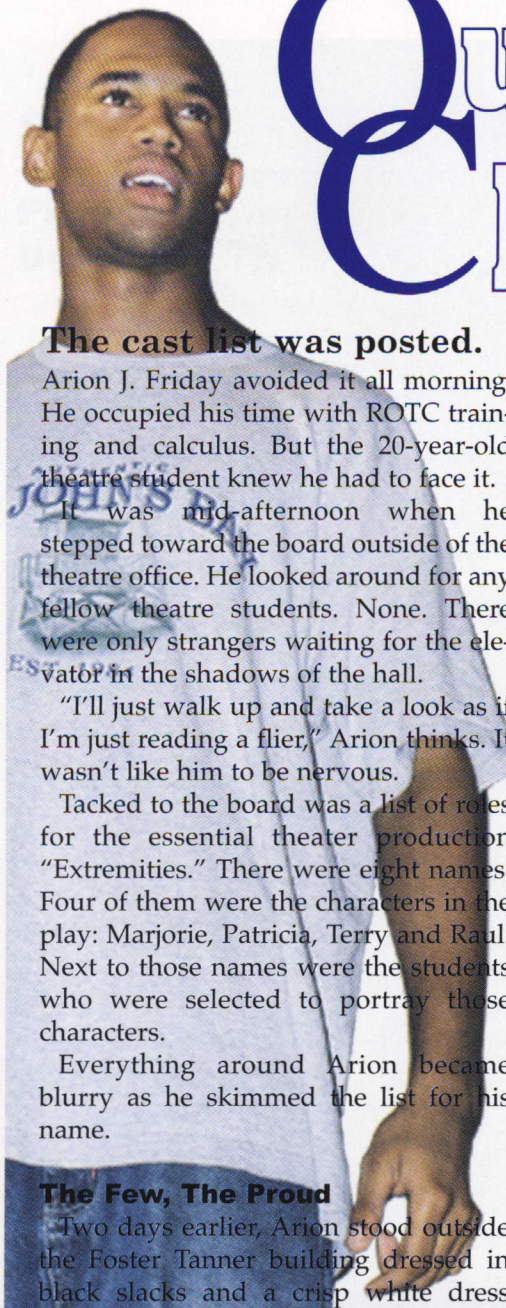 Qu
C
The cast list was posted.
Arion J. Friday avoided it all morning
He occupied his time with ROTC train-
ing and calculus. But the 20-year-old
theatre student knew he had to face it.
It was mid-afternoon when he
stepped toward the board outside of the
theatre office. He looked around for any
fellow theatre students. None. There
were only strangers waiting for the ele-
vator in the shadows of the hall.
"I'll just walk up and take a look as if
I'm just reading a flier," Arion thinks. It
wasn't like him to be nervous.
Tacked to the board was a list of roles
for the essential theater production
"Extremities." There were eight names.
Four of them were the characters in the
play: Marjorie, Patricia, Terry and Raul.
Next to those names were the students
who were selected to portray those
characters.
Everything around Arion became
blurry as he skimmed the list for his
name.
The Few, The Proud
Two days earlier, Arion stood outside
the Foster Tanner building dressed in
black slacks and a crisp white dress
AUTHENTIC
JOHN'S BAY
EST. 1984